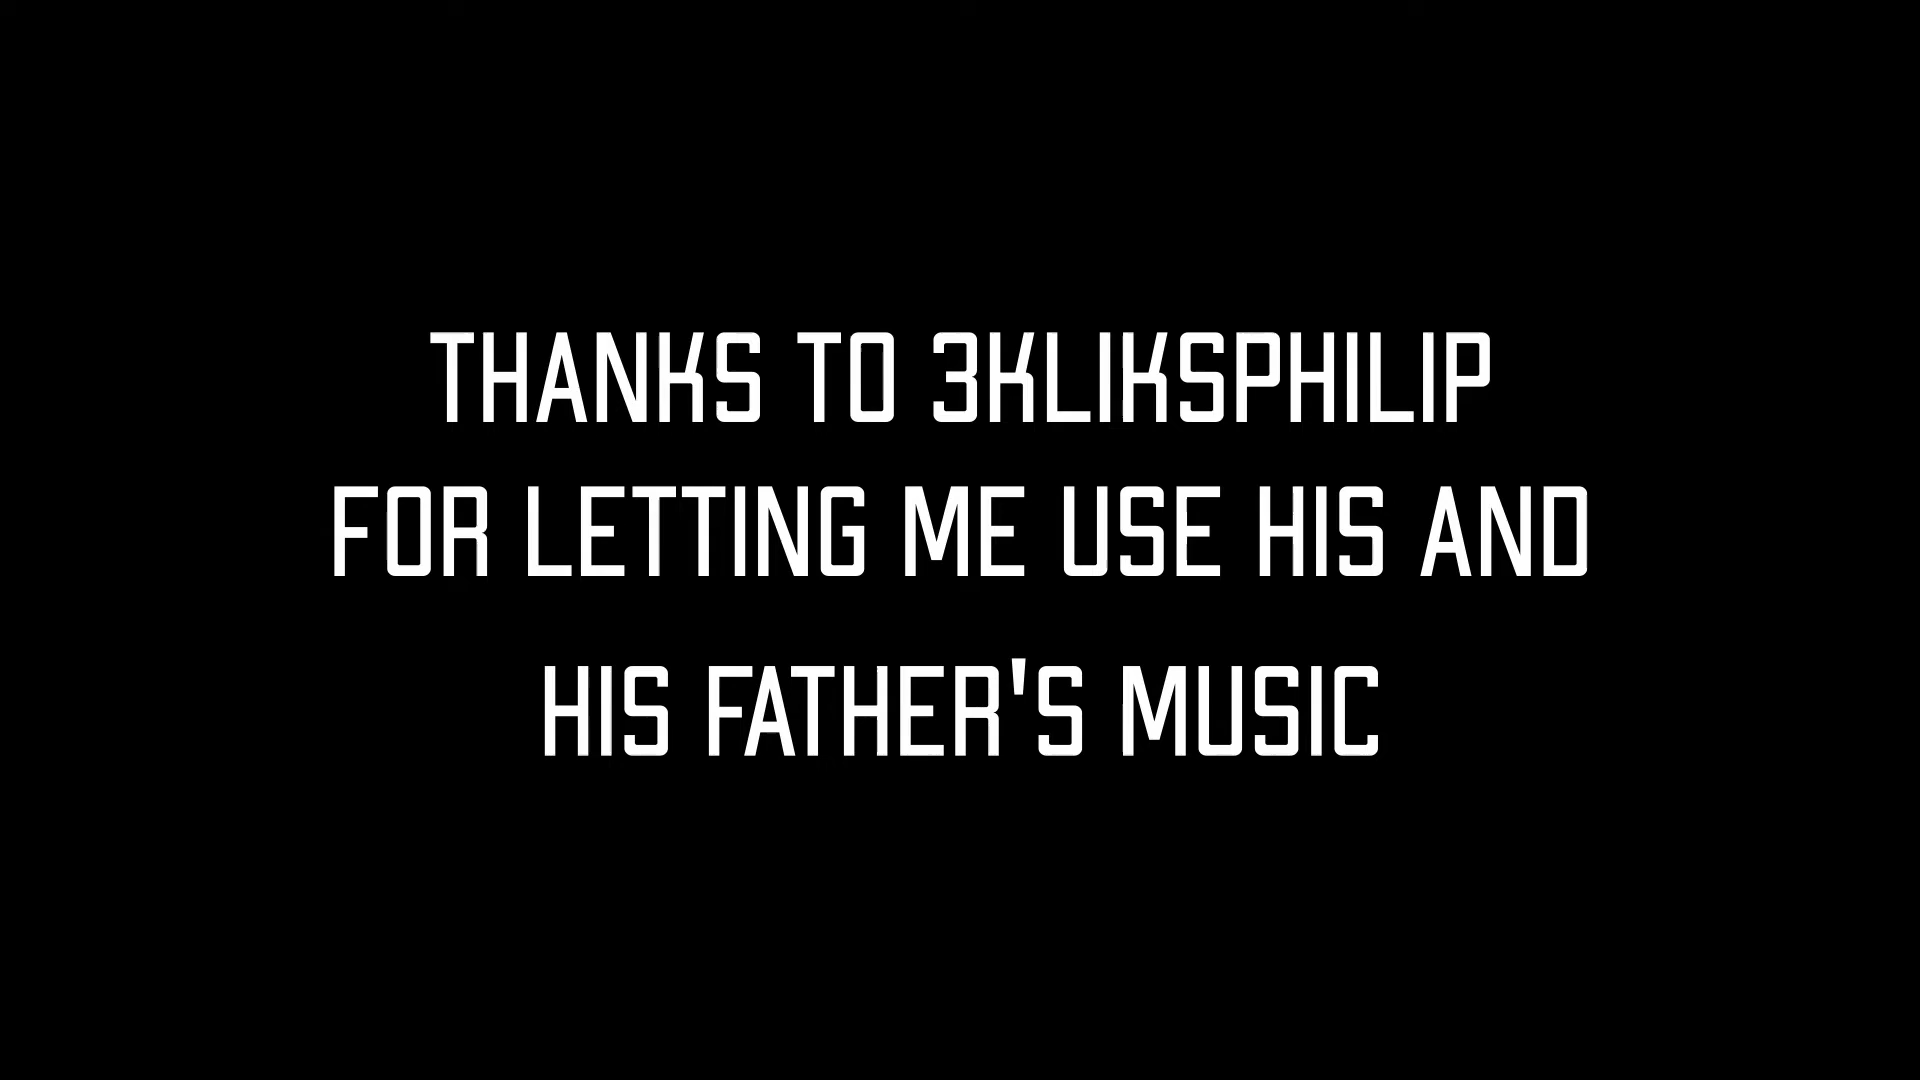 THANKS TO 3KLIKSPHILIP
FOR LETTING ME USE HIS AND
HIS FATHER'S MUSIC